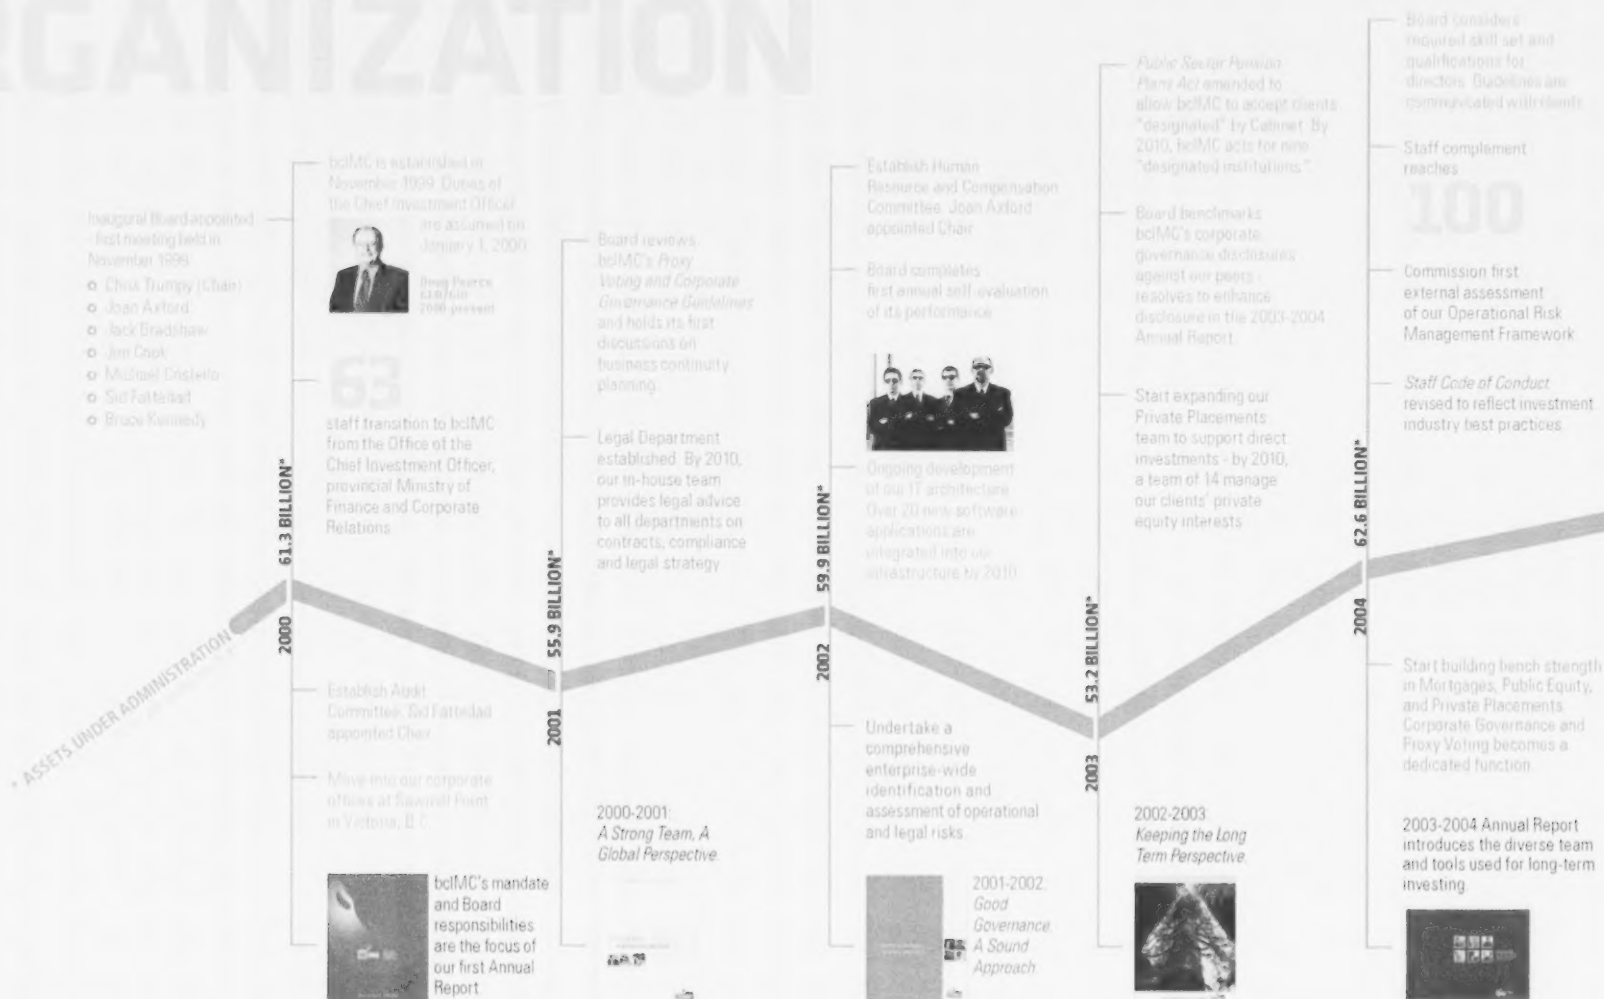 RGANIZATION
Inaugural Board appointed
- first meeting held in
November 1999
Chris Trumpy (Chair)
Joan Axford
Jack Bradshaw
Jim Cook
Michael Costello
Sid Fattedad
Bruce Kennedy
bcIMC is established in
November 1999. Duties of
the Chief Investment Officer
are assumed on
January 1, 2000
Doug Pearce
CEO/CIO
2000-present
63
staff transition to bcIMC
from the Office of the
Chief Investment Officer,
provincial Ministry of
Finance and Corporate
Relations
61.3 BILLION*
2000
* ASSETS UNDER ADMINISTRATION
Establish Audit
Committee, Sid Fattedad
appointed Chair
Move into our corporate
offices at Sawmill Point
in Victoria, B.C.
bcIMC's mandate
and Board
responsibilities
are the focus of
our first Annual
Report
Board reviews
bcIMC's Proxy
Voting and Corporate
Governance Guidelines
and holds its first
discussions on
business continuity
planning
Legal Department
established. By 2010,
our in-house team
provides legal advice
to all departments on
contracts, compliance
and legal strategy
55.9 BILLION*
2001
2000-2001:
A Strong Team, A
Global Perspective.
Establish Human
Resource and Compensation
Committee, Joan Axford
appointed Chair
Board completes
first annual self-evaluation
of its performance
Ongoing development
of our IT architecture.
Over 20 new software
applications are
integrated into our
infrastructure by 2010
59.9 BILLION*
2002
Undertake a
comprehensive
enterprise-wide
identification and
assessment of operational
and legal risks
2001-2002:
Good
Governance.
A Sound
Approach.
Public Sector Pension
Plans Act amended to
allow bcIMC to accept clients
"designated" by Cabinet. By
2010, bcIMC acts for nine
"designated institutions."
Board benchmarks
bcIMC's corporate
governance disclosures
against our peers -
resolves to enhance
disclosure in the 2003-2004
Annual Report
Start expanding our
Private Placements
team to support direct
investments - by 2010,
a team of 14 manage
our clients' private
equity interests
53.2 BILLION*
2003
2002-2003:
Keeping the Long
Term Perspective.
Board considers
required skill set and
qualifications for
directors. Guidelines are
communicated with clients
Staff complement
reaches
100
Commission first
external assessment
of our Operational Risk
Management Framework
Staff Code of Conduct
revised to reflect investment
industry best practices
62.6 BILLION*
2004
Start building bench strength
in Mortgages, Public Equity,
and Private Placements.
Corporate Governance and
Proxy Voting becomes a
dedicated function.
2003-2004 Annual Report
introduces the diverse team
and tools used for long-term
investing